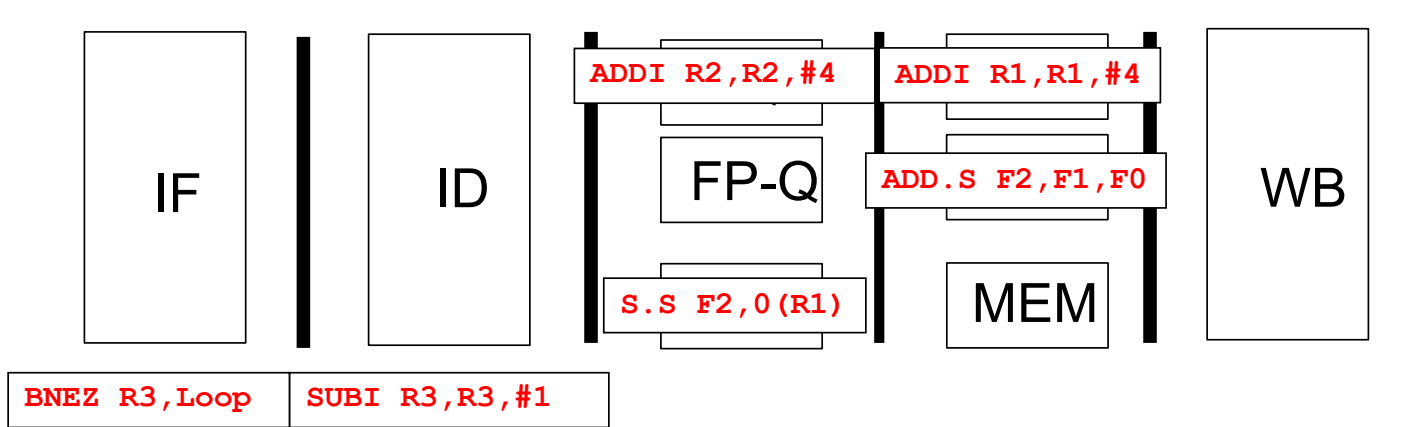 ADDI R2,R2,#4
ADDI R1,R1,#4
IF
ID
FP-Q
ADD.S F2,F1,F0
WB
S.S F2,0(R1)
MEM
BNEZ R3,Loop
SUBI R3,R3,#1